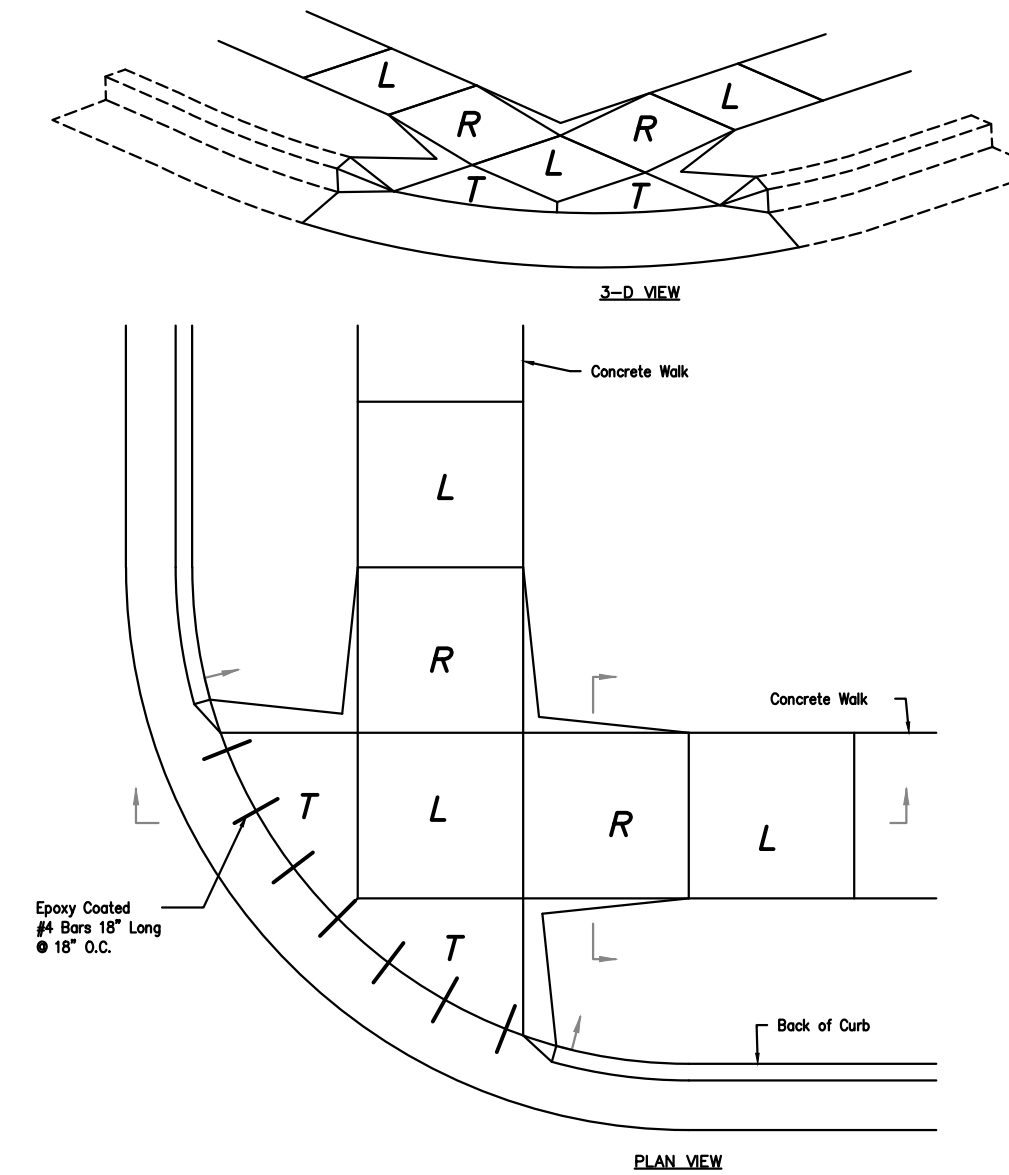 L
L
R
R
L
T
T
3-D VIEW
Concrete Walk
L
R
Concrete Walk
T
L
R
L
Epoxy Coated
#4 Bars 18" Long
@ 18" O.C.
T
Back of Curb
PLAN VIEW